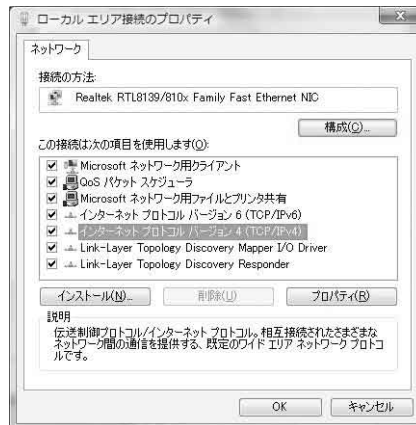 ローカル エリア接続のプロパティ
ネットワーク
接続の方法:
Realtek RTL8139/810x Family Fast Ethernet NIC
構成(C)...
この接続は次の項目を使用します(O):
Microsoft ネットワーク用クライアント
QoS パケット スケジューラ
Microsoft ネットワーク用ファイルとプリンタ共有
インターネット プロトコル バージョン 6 (TCP/IPv6)
インターネット プロトコル バージョン 4 (TCP/IPv4)
Link-Layer Topology Discovery Mapper I/O Driver
Link-Layer Topology Discovery Responder
インストール(N)...
削除(U)
プロパティ(R)
説明
伝送制御プロトコル/インターネット プロトコル。相互接続されたさまざまな
ネットワーク間の通信を提供する、既定のワイド エリア ネットワーク プロトコ
ルです。
OK
キャンセル